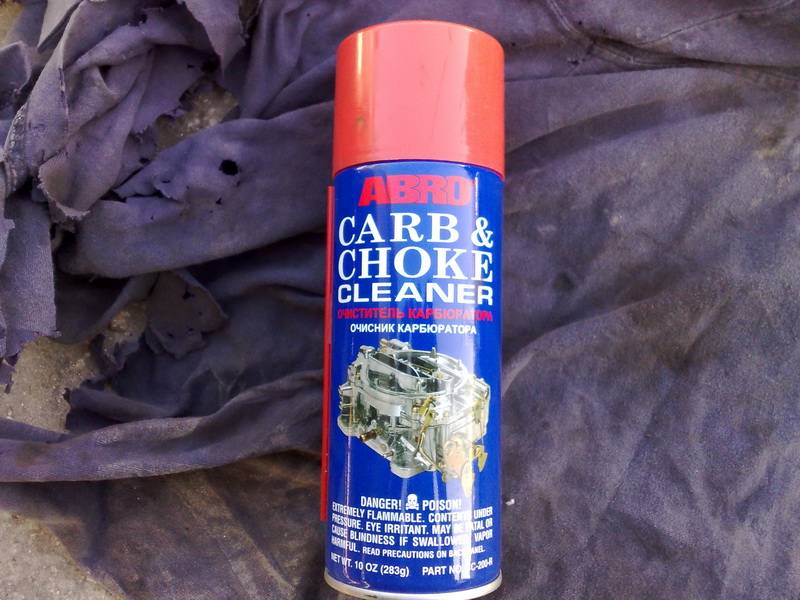 ABRO
CARB &
CHOKE
CLEANER
ОЧИСТИТЕЛЬ КАРБЮРАТОРА
ОЧИСНИК КАРБЮРАТОРА
DANGER! POISON!
EXTREMELY FLAMMABLE. CONTENTS UNDER
PRESSURE. EYE IRRITANT. MAY BE FATAL OR
CAUSE BLINDNESS IF SWALLOWED. VAPOR
HARMFUL. READ PRECAUTIONS ON BACK PANEL.
NET WT. 10 OZ (283g) PART NO.